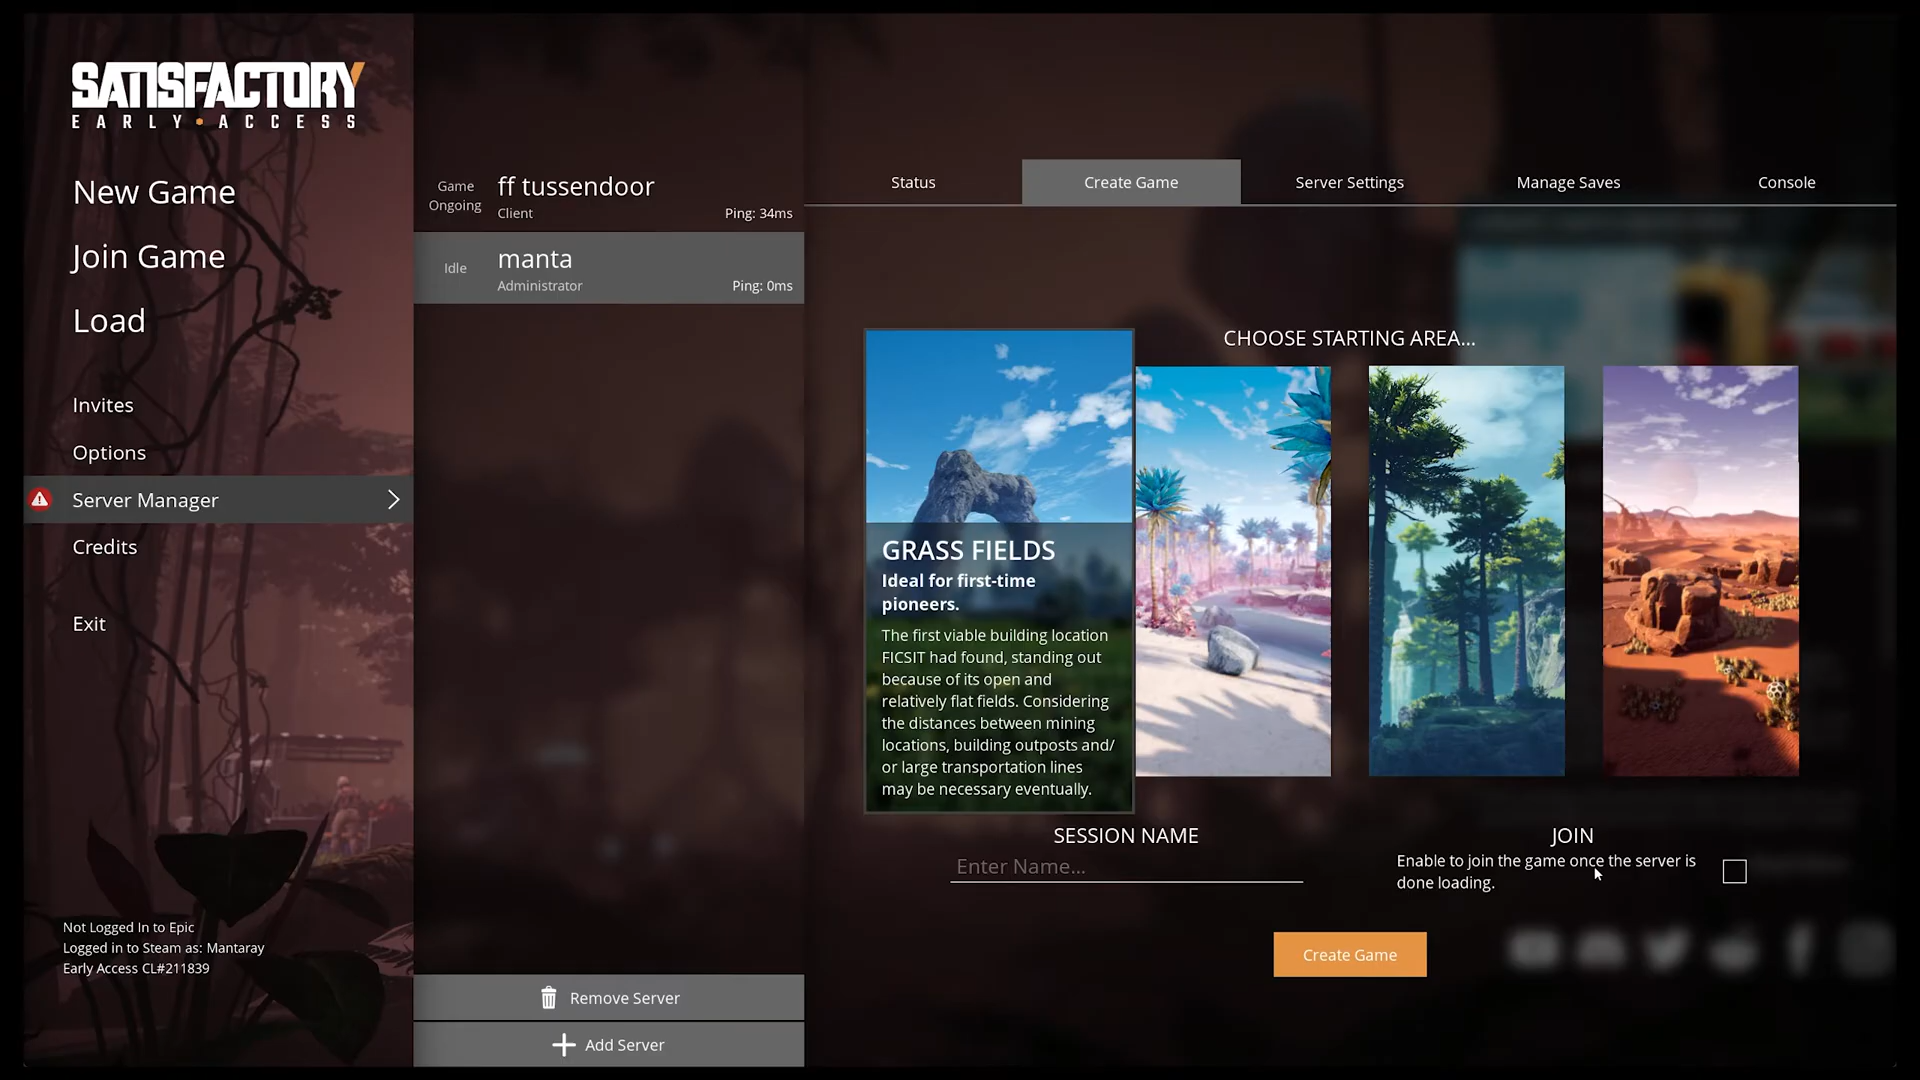 SATISFACTORY
EARLY ACCESS
New Game
Join Game
Load
Invites
Options
Server Manager
Credits
Exit
Not Logged In to Epic
Logged in to Steam as: Mantaray
Early Access CL#211839
Game
Ongoing
ff tussendoor
Client
Ping: 34ms
Idle
manta
Administrator
Ping: 0ms
Remove Server
Add Server
Status
Create Game
Server Settings
Manage Saves
Console
CHOOSE STARTING AREA...
GRASS FIELDS
Ideal for first-time
pioneers.
The first viable building location
FICSIT had found, standing out
because of its open and
relatively flat fields. Considering
the distances between mining
locations, building outposts and/
or large transportation lines
may be necessary eventually.
SESSION NAME
Enter Name...
JOIN
Enable to join the game once the server is
done loading.
Create Game